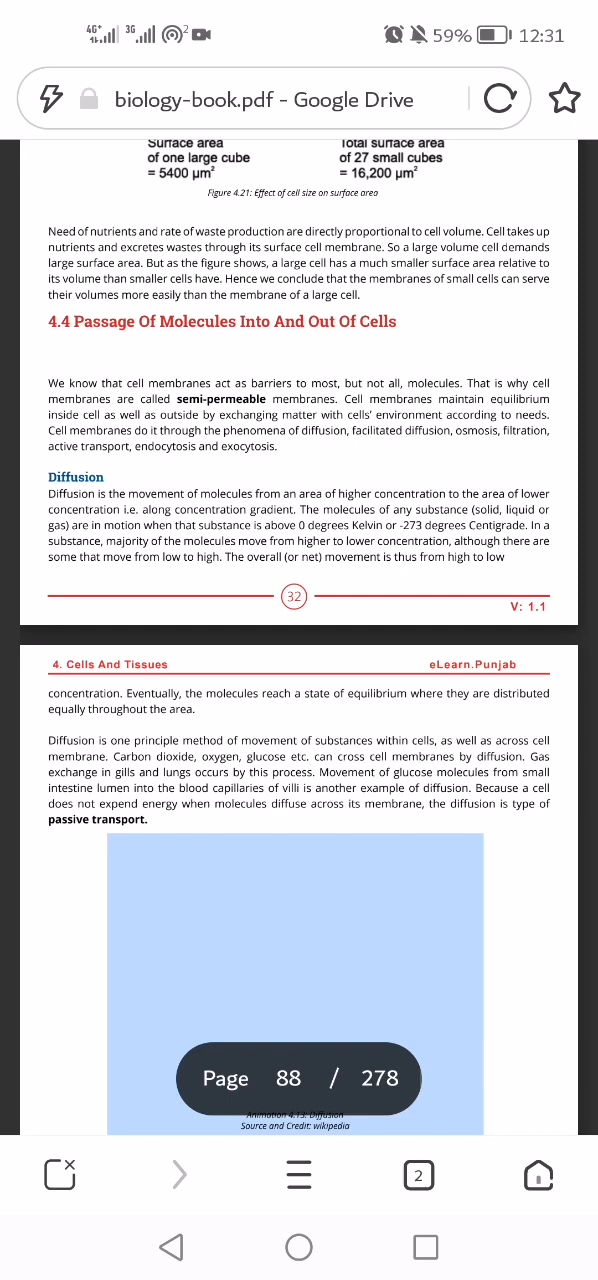 4G+ 3G 2 59% 12:31
biology-book.pdf - Google Drive
Surface area
of one large cube
= 5400 µm²
Total surface area
of 27 small cubes
= 16,200 µm²
Figure 4.21: Effect of cell size on surface area
Need of nutrients and rate of waste production are directly proportional to cell volume. Cell takes up
nutrients and excretes wastes through its surface cell membrane. So a large volume cell demands
large surface area. But as the figure shows, a large cell has a much smaller surface area relative to
its volume than smaller cells have. Hence we conclude that the membranes of small cells can serve
their volumes more easily than the membrane of a large cell.
4.4 Passage Of Molecules Into And Out Of Cells
We know that cell membranes act as barriers to most, but not all, molecules. That is why cell
membranes are called semi-permeable membranes. Cell membranes maintain equilibrium
inside cell as well as outside by exchanging matter with cells' environment according to needs.
Cell membranes do it through the phenomena of diffusion, facilitated diffusion, osmosis, filtration,
active transport, endocytosis and exocytosis.
Diffusion
Diffusion is the movement of molecules from an area of higher concentration to the area of lower
concentration i.e. along concentration gradient. The molecules of any substance (solid, liquid or
gas) are in motion when that substance is above 0 degrees Kelvin or -273 degrees Centigrade. In a
substance, majority of the molecules move from higher to lower concentration, although there are
some that move from low to high. The overall (or net) movement is thus from high to low
32
V: 1.1
4. Cells And Tissues eLearn.Punjab
concentration. Eventually, the molecules reach a state of equilibrium where they are distributed
equally throughout the area.
Diffusion is one principle method of movement of substances within cells, as well as across cell
membrane. Carbon dioxide, oxygen, glucose etc. can cross cell membranes by diffusion. Gas
exchange in gills and lungs occurs by this process. Movement of glucose molecules from small
intestine lumen into the blood capillaries of villi is another example of diffusion. Because a cell
does not expend energy when molecules diffuse across its membrane, the diffusion is type of
passive transport.
Page 88 / 278
Animation 4.13: Diffusion
Source and Credit: wikipedia
2